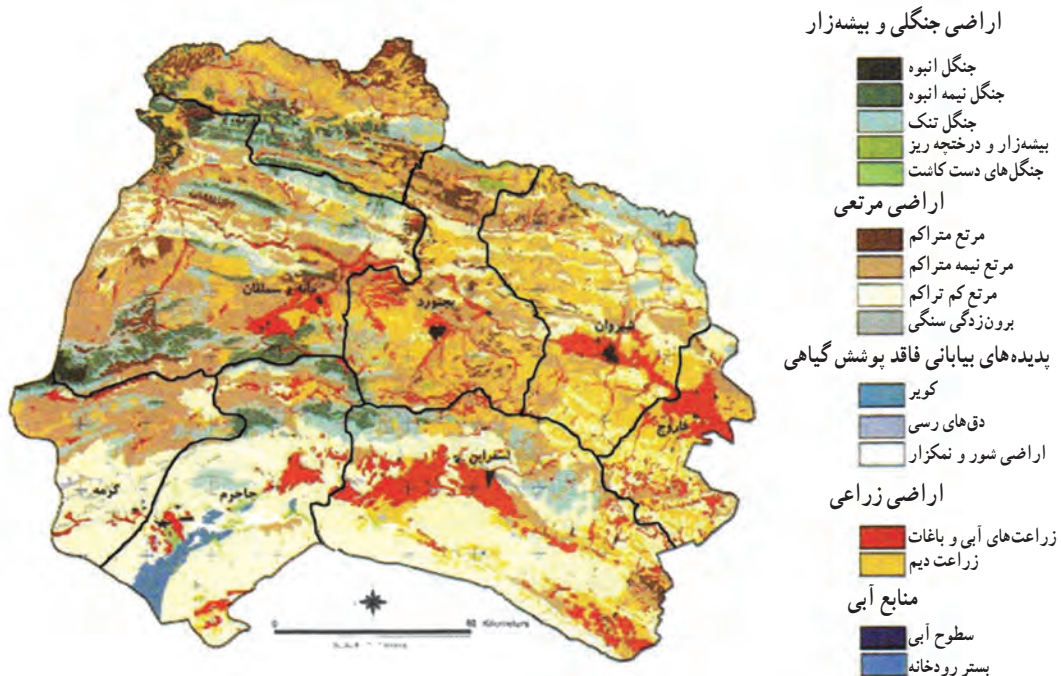 اراضی جنگلی و بیشه‌زار
جنگل انبوه
جنگل نیمه انبوه
جنگل تنک
بیشه‌زار و درختچه ریز
جنگل‌های دست کاشت
اراضی مرتعی
مرتع متراکم
مرتع نیمه متراکم
مرتع کم تراکم
برون‌زدگی سنگی
پدیده‌های بیابانی فاقد پوشش گیاهی
کویر
دق‌های رسی
اراضی شور و نمکزار
اراضی زراعی
زراعت‌های آبی و باغات
زراعت دیم
منابع آبی
سطوح آبی
بستر رودخانه
مانه و سملقان
بجنورد
شیروان
فاروج
اسفراین
جاجرم
گرمه
0 60 Kilometers